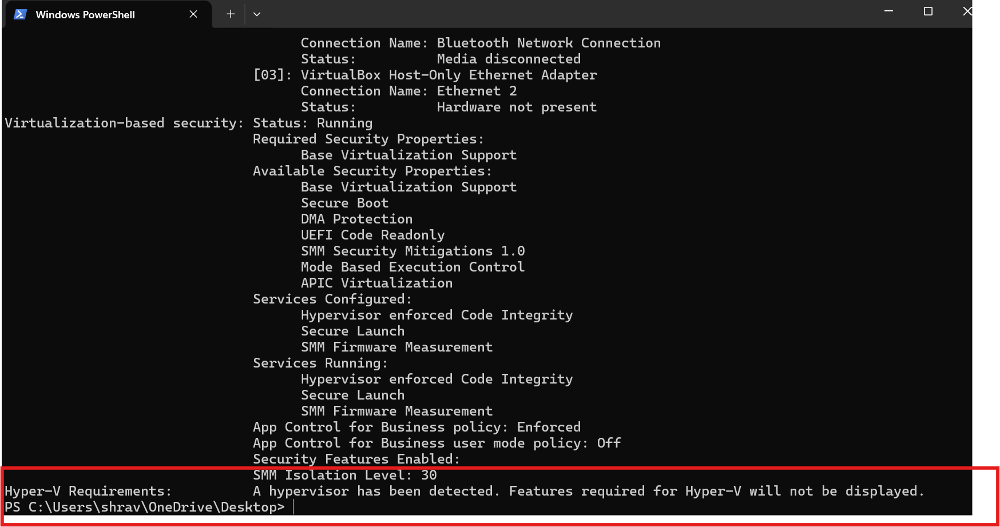 Windows PowerShell
Connection Name: Bluetooth Network Connection
Status: Media disconnected
[03]: VirtualBox Host-Only Ethernet Adapter
Connection Name: Ethernet 2
Status: Hardware not present
Virtualization-based security: Status: Running
Required Security Properties:
Base Virtualization Support
Available Security Properties:
Base Virtualization Support
Secure Boot
DMA Protection
UEFI Code Readonly
SMM Security Mitigations 1.0
Mode Based Execution Control
APIC Virtualization
Services Configured:
Hypervisor enforced Code Integrity
Secure Launch
SMM Firmware Measurement
Services Running:
Hypervisor enforced Code Integrity
Secure Launch
SMM Firmware Measurement
App Control for Business policy: Enforced
App Control for Business user mode policy: Off
Security Features Enabled:
SMM Isolation Level: 30
Hyper-V Requirements: A hypervisor has been detected. Features required for Hyper-V will not be displayed.
PS C:\Users\shrav\OneDrive\Desktop>